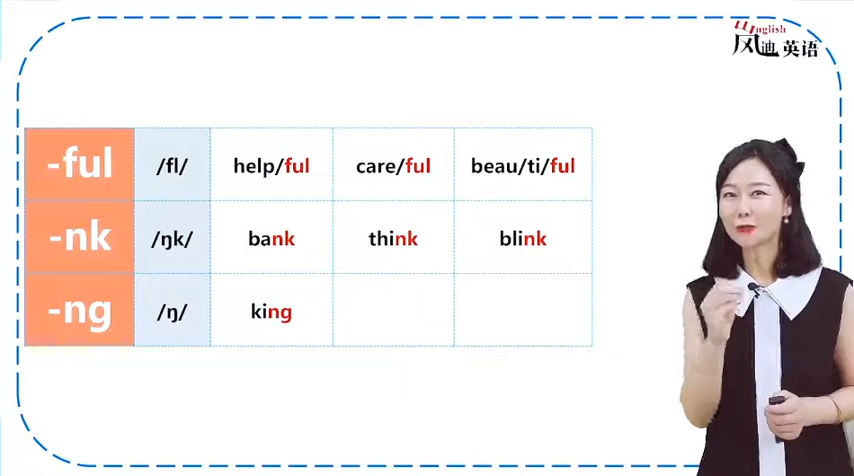 English
风迪 英语
-ful /fl/ help/ful care/ful beau/ti/ful
-nk /ŋk/ bank think blink
-ng /ŋ/ king